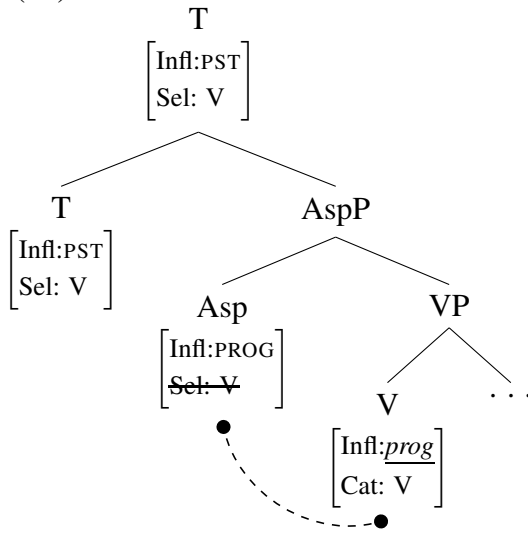 T
Infl:PST
Sel: V
T
AspP
Infl:PST
Sel: V
Asp
VP
Infl:PROG
Sel: V
V
. . .
Infl:prog
Cat: V